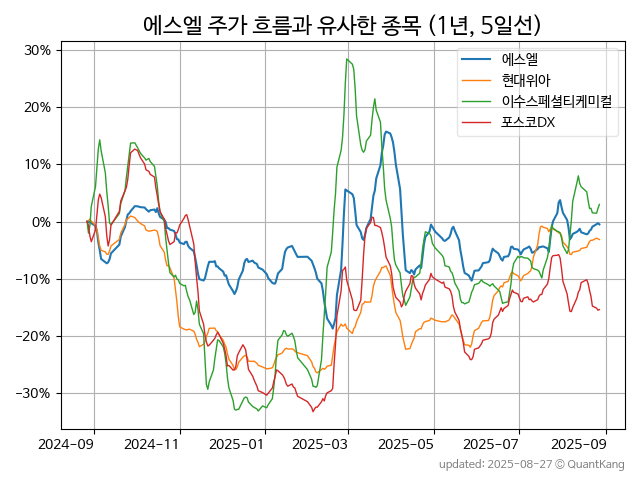 에스엘 주가 흐름과 유사한 종목 (1년, 5일선)
에스엘
현대위아
이수스페셜티케미컬
포스코DX
30%
20%
10%
0%
−10%
−20%
−30%
2024-09
2024-11
2025-01
2025-03
2025-05
2025-07
2025-09
updated: 2025-08-27 © QuantKang